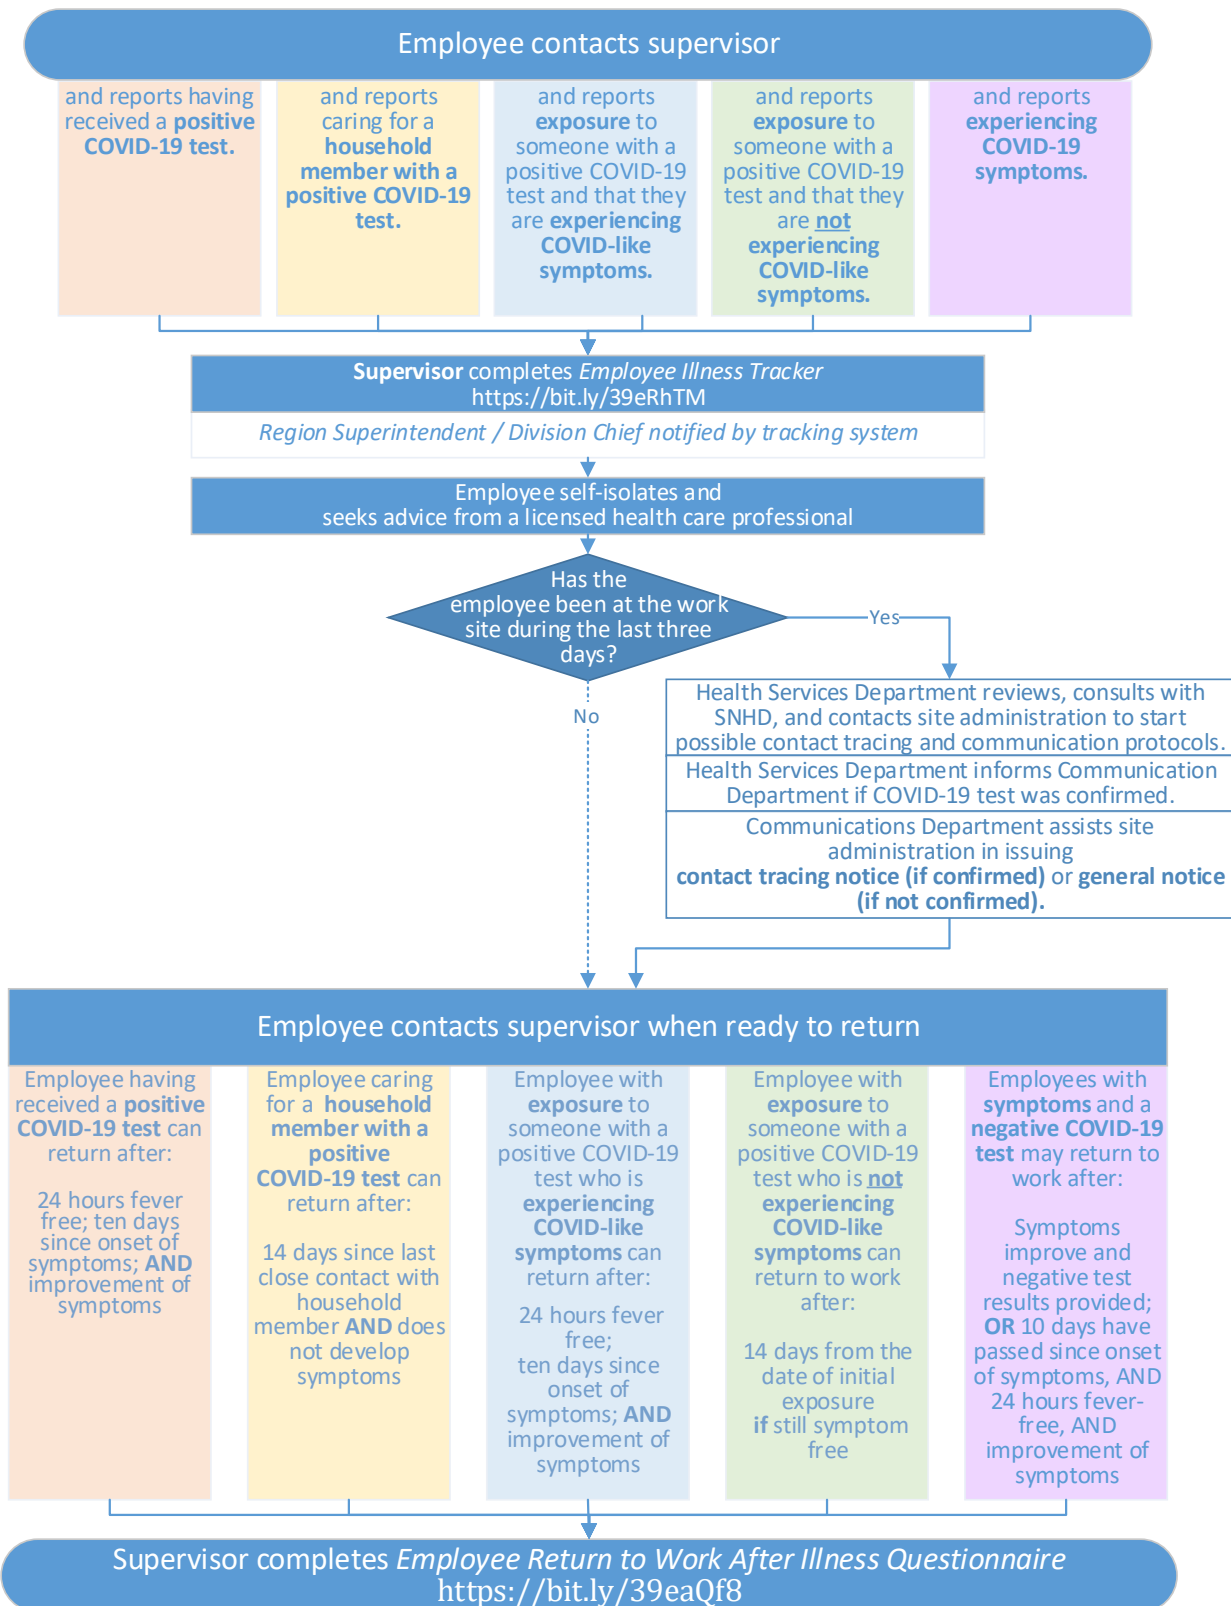 Employee contacts supervisor
and reports having
received a positive
COVID-19 test.
and reports
caring for a
household
member with a
positive COVID-19
test.
and reports
exposure to
someone with a
positive COVID-19
test and that they
are experiencing
COVID-like
symptoms.
and reports
exposure to
someone with a
positive COVID-19
test and that they
are not
experiencing
COVID-like
symptoms.
and reports
experiencing
COVID-19
symptoms.
Supervisor completes Employee Illness Tracker
https://bit.ly/39eRhTM
Region Superintendent / Division Chief notified by tracking system
Employee self-isolates and
seeks advice from a licensed health care professional
Has the
employee been at the work
site during the last three
days?
Yes
No
Health Services Department reviews, consults with
SNHD, and contacts site administration to start
possible contact tracing and communication protocols.
Health Services Department informs Communication
Department if COVID-19 test was confirmed.
Communications Department assists site
administration in issuing
contact tracing notice (if confirmed) or general notice
(if not confirmed).
Employee contacts supervisor when ready to return
Employee having
received a positive
COVID-19 test can
return after:
24 hours fever
free; ten days
since onset of
symptoms; AND
improvement of
symptoms
Employee caring
for a household
member with a
positive
COVID-19 test can
return after:
14 days since last
close contact with
household
member AND does
not develop
symptoms
Employee with
exposure to
someone with a
positive COVID-19
test who is
experiencing
COVID-like
symptoms can
return after:
24 hours fever
free;
ten days since
onset of
symptoms; AND
improvement of
symptoms
Employee with
exposure to
someone with a
positive COVID-19
test who is not
experiencing
COVID-like
symptoms can
return to work
after:
14 days from the
date of initial
exposure
if still symptom
free
Employees with
symptoms and a
negative COVID-19
test may return to
work after:
Symptoms
improve and
negative test
results provided;
OR 10 days have
passed since onset
of symptoms, AND
24 hours fever-
free, AND
improvement of
symptoms
Supervisor completes Employee Return to Work After Illness Questionnaire
https://bit.ly/39eaQf8